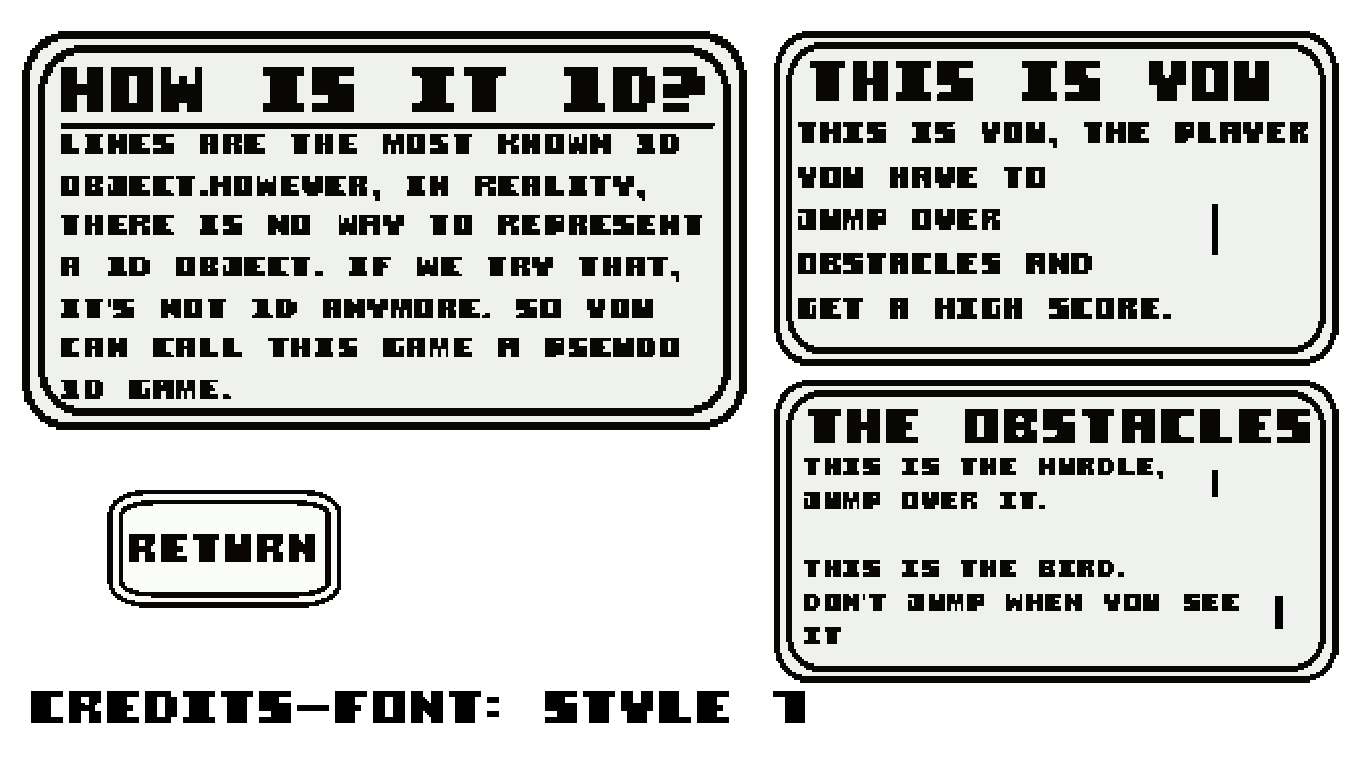 HOW IS IT 1D?
LINES ARE THE MOST KNOWN 1D
OBJECT.HOWEVER, IN REALITY,
THERE IS NO WAY TO REPRESENT
A 1D OBJECT. IF WE TRY THAT,
IT'S NOT 1D ANYMORE. SO YOU
CAN CALL THIS GAME A PSEUDO
1D GAME.
THIS IS YOU
THIS IS YOU, THE PLAYER
YOU HAVE TO
JUMP OVER
OBSTACLES AND
GET A HIGH SCORE.
THE OBSTACLES
THIS IS THE HURDLE,
JUMP OVER IT.
THIS IS THE BIRD.
DON'T JUMP WHEN YOU SEE
IT
RETURN
CREDITS-FONT: STYLE 7